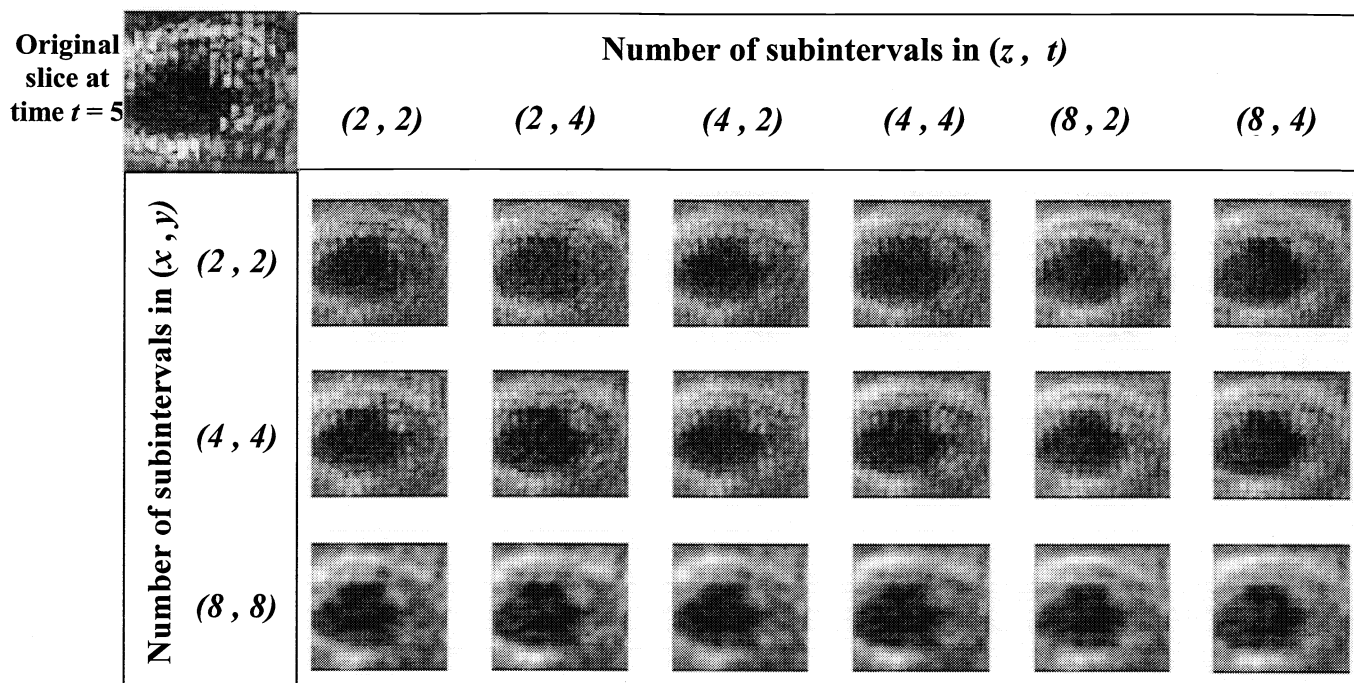 Original
slice at
time t = 5
Number of subintervals in (z , t)
(2 , 2) (2 , 4) (4 , 2) (4 , 4) (8 , 2) (8 , 4)
Number of subintervals in (x , y)
(2 , 2)
(4 , 4)
(8 , 8)